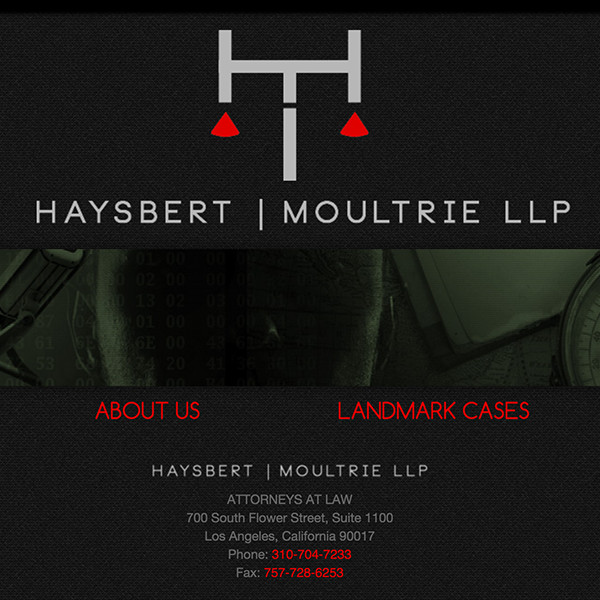 HAYSBERT | MOULTRIE LLP
ABOUT US
LANDMARK CASES
HAYSBERT | MOULTRIE LLP
ATTORNEYS AT LAW
700 South Flower Street, Suite 1100
Los Angeles, California 90017
Phone: 310-704-7233
Fax: 757-728-6253